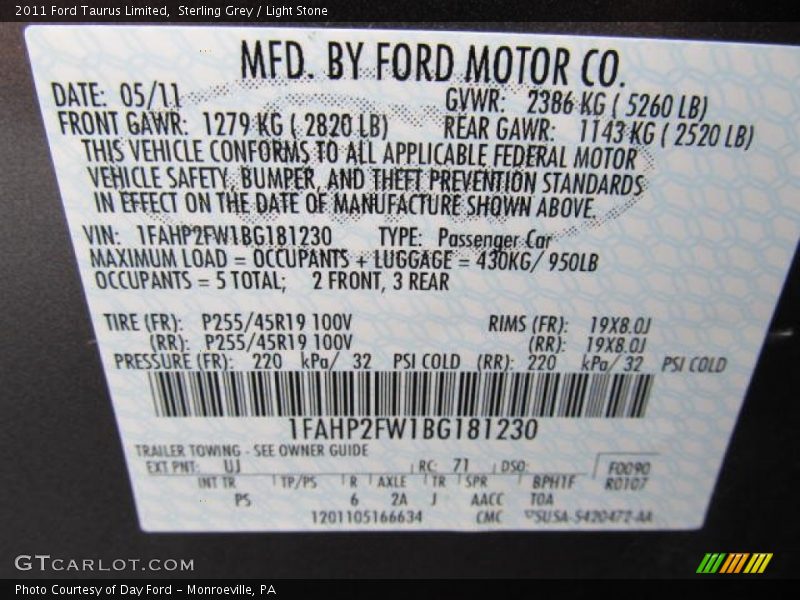 2011 Ford Taurus Limited, Sterling Grey / Light Stone
MFD. BY FORD MOTOR CO.
DATE: 05/11 GVWR: 2386 KG ( 5260 LB)
FRONT GAWR: 1279 KG ( 2820 LB) REAR GAWR: 1143 KG ( 2520 LB)
THIS VEHICLE CONFORMS TO ALL APPLICABLE FEDERAL MOTOR
VEHICLE SAFETY, BUMPER, AND THEFT PREVENTION STANDARDS
IN EFFECT ON THE DATE OF MANUFACTURE SHOWN ABOVE.
VIN: 1FAHP2FW1BG181230 TYPE: Passenger Car
MAXIMUM LOAD = OCCUPANTS + LUGGAGE = 430KG/ 950LB
OCCUPANTS = 5 TOTAL; 2 FRONT, 3 REAR
TIRE (FR): P255/45R19 100V RIMS (FR): 19X8.0J
(RR): P255/45R19 100V (RR): 19X8.0J
PRESSURE (FR): 220 kPa/ 32 PSI COLD (RR): 220 kPa/ 32 PSI COLD
1FAHP2FW1BG181230
TRAILER TOWING - SEE OWNER GUIDE
EXT PNT: UJ RC: 71 DSO: F0090
INT TR TP/PS R AXLE TR SPR BPH1F R0107
PS 6 2A J AACC TOA
1201105166634 CMC 5U5A-5420472-AA
GTCARLOT.COM
Photo Courtesy of Day Ford – Monroeville, PA